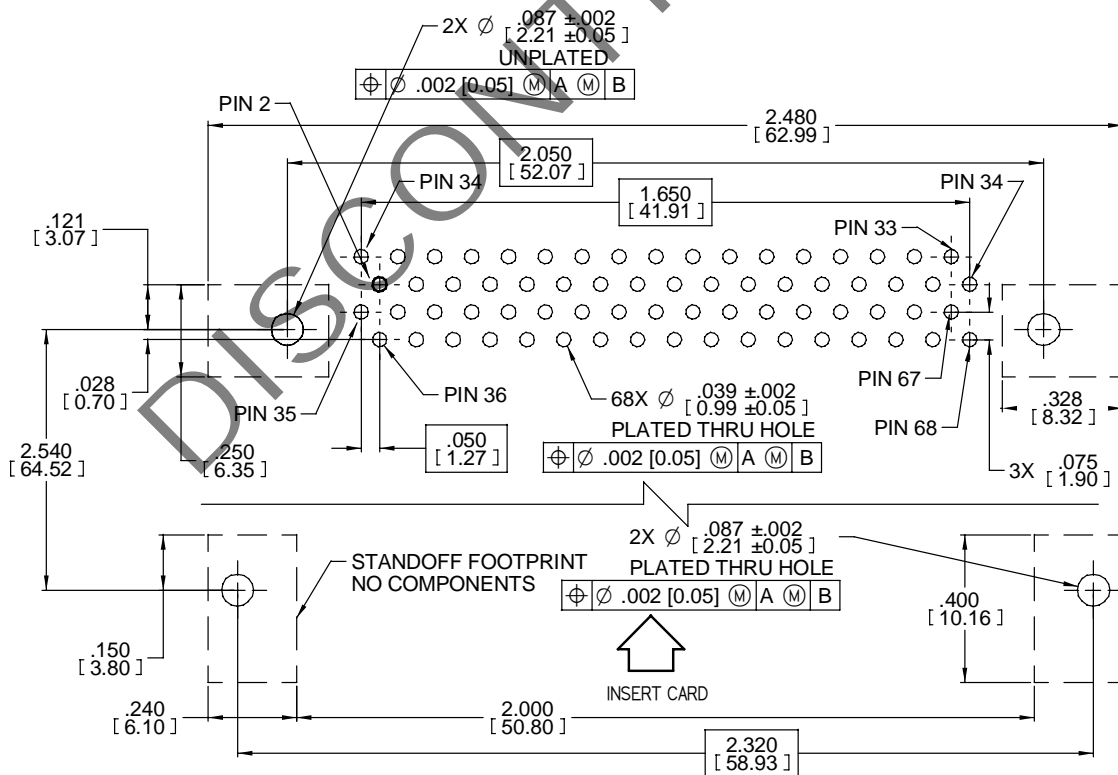 DISCONT
2X Ø .087 ±.002
[ 2.21 ±0.05 ]
UNPLATED
⌖ Ø .002 [0.05] Ⓜ A Ⓜ B
PIN 2
2.480
[ 62.99 ]
2.050
[ 52.07 ]
PIN 34
1.650
[ 41.91 ]
PIN 34
.121
[ 3.07 ]
PIN 33
.028
[ 0.70 ]
PIN 35
PIN 36
68X Ø .039 ±.002
[ 0.99 ±0.05 ]
PLATED THRU HOLE
⌖ Ø .002 [0.05] Ⓜ A Ⓜ B
PIN 67
PIN 68
.328
[ 8.32 ]
2.540
[ 64.52 ]
.250
[ 6.35 ]
.050
[ 1.27 ]
3X .075
[ 1.90 ]
2X Ø .087 ±.002
[ 2.21 ±0.05 ]
PLATED THRU HOLE
⌖ Ø .002 [0.05] Ⓜ A Ⓜ B
STANDOFF FOOTPRINT
NO COMPONENTS
.400
[ 10.16 ]
.150
[ 3.80 ]
INSERT CARD
.240
[ 6.10 ]
2.000
[ 50.80 ]
2.320
[ 58.93 ]